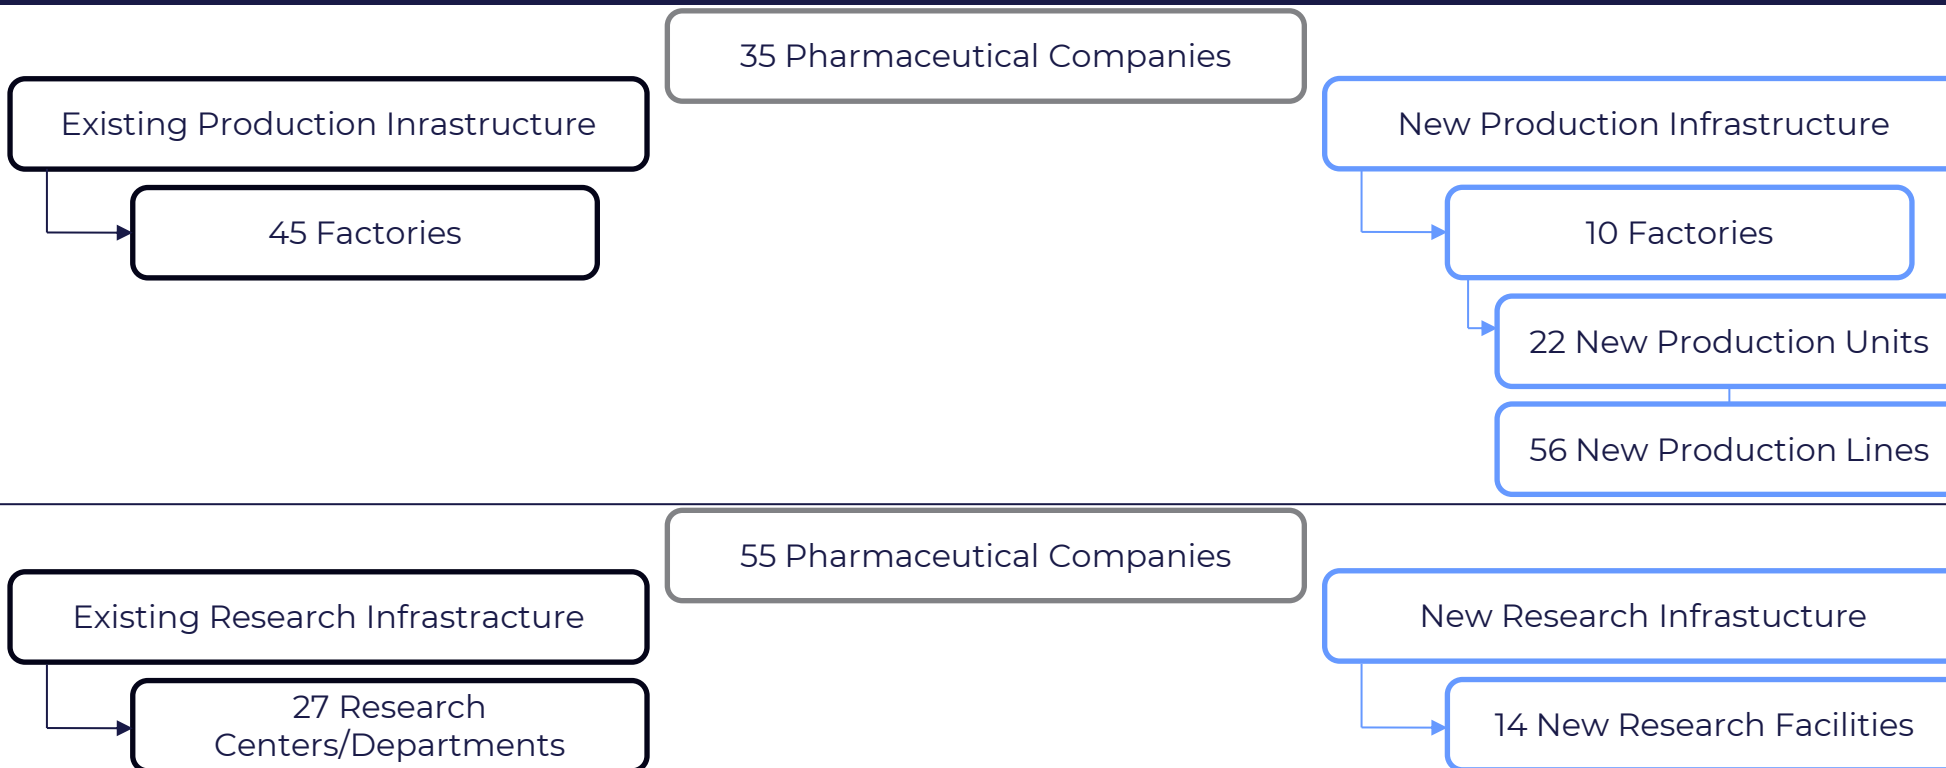 35 Pharmaceutical Companies
Existing Production Inrastructure
New Production Infrastructure
45 Factories
10 Factories
22 New Production Units
56 New Production Lines
55 Pharmaceutical Companies
Existing Research Infrastracture
New Research Infrastucture
27 Research
Centers/Departments
14 New Research Facilities